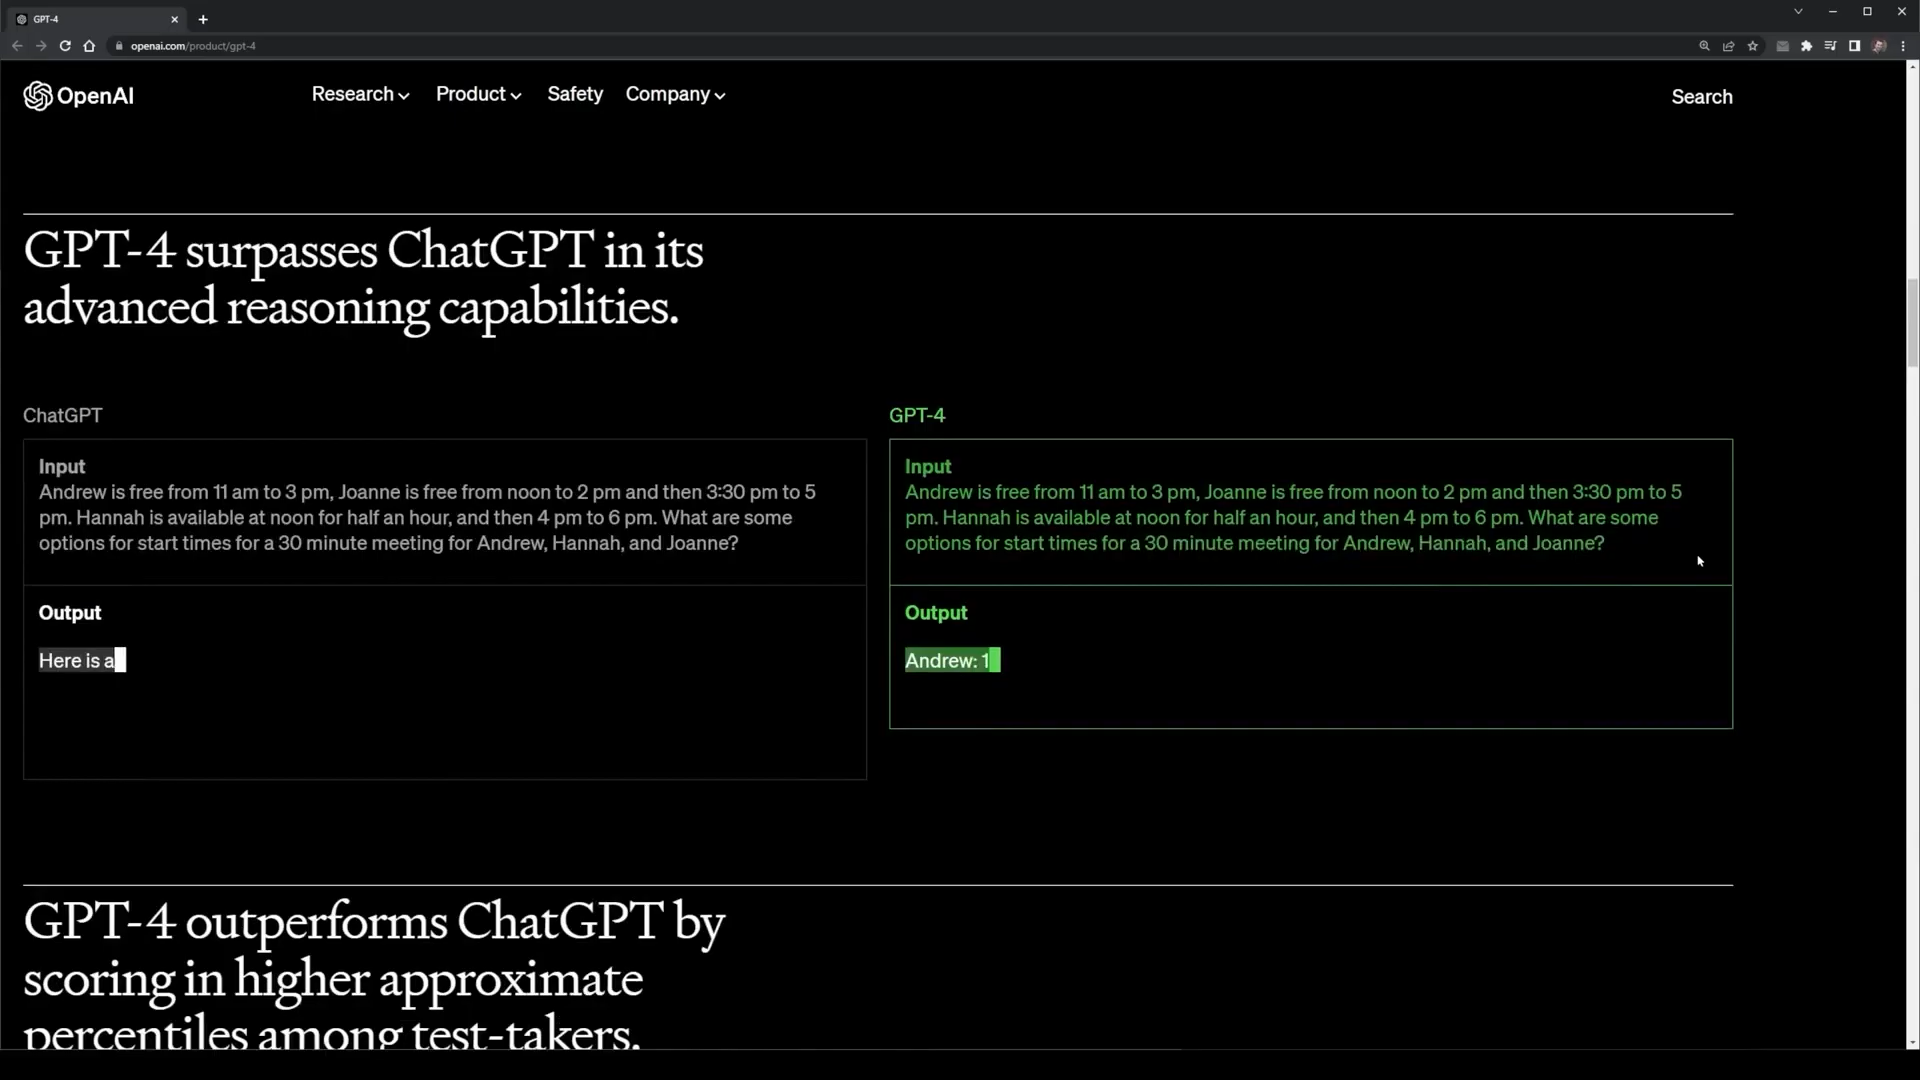 GPT-4
openai.com/product/gpt-4
OpenAI
Research
Product
Safety
Company
Search
GPT-4 surpasses ChatGPT in its
advanced reasoning capabilities.
ChatGPT
Input
Andrew is free from 11 am to 3 pm, Joanne is free from noon to 2 pm and then 3:30 pm to 5
pm. Hannah is available at noon for half an hour, and then 4 pm to 6 pm. What are some
options for start times for a 30 minute meeting for Andrew, Hannah, and Joanne?
Output
Here is a
GPT-4
Input
Andrew is free from 11 am to 3 pm, Joanne is free from noon to 2 pm and then 3:30 pm to 5
pm. Hannah is available at noon for half an hour, and then 4 pm to 6 pm. What are some
options for start times for a 30 minute meeting for Andrew, Hannah, and Joanne?
Output
Andrew: 1
GPT-4 outperforms ChatGPT by
scoring in higher approximate
percentiles among test-takers.